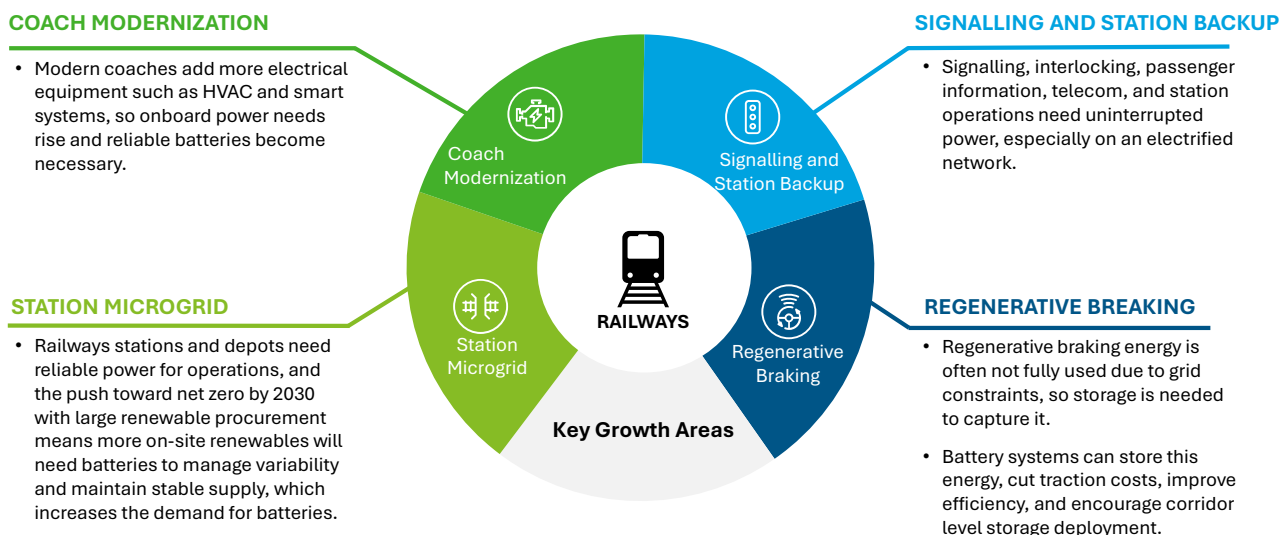 COACH MODERNIZATION
• Modern coaches add more electrical
equipment such as HVAC and smart
systems, so onboard power needs
rise and reliable batteries become
necessary.
SIGNALLING AND STATION BACKUP
• Signalling, interlocking, passenger
information, telecom, and station
operations need uninterrupted
power, especially on an electrified
network.
Coach
Modernization
Signalling and
Station Backup
RAILWAYS
Station
Microgrid
Regenerative
Braking
Key Growth Areas
STATION MICROGRID
• Railways stations and depots need
reliable power for operations, and
the push toward net zero by 2030
with large renewable procurement
means more on-site renewables will
need batteries to manage variability
and maintain stable supply, which
increases the demand for batteries.
REGENERATIVE BREAKING
• Regenerative braking energy is
often not fully used due to grid
constraints, so storage is needed
to capture it.
• Battery systems can store this
energy, cut traction costs, improve
efficiency, and encourage corridor
level storage deployment.